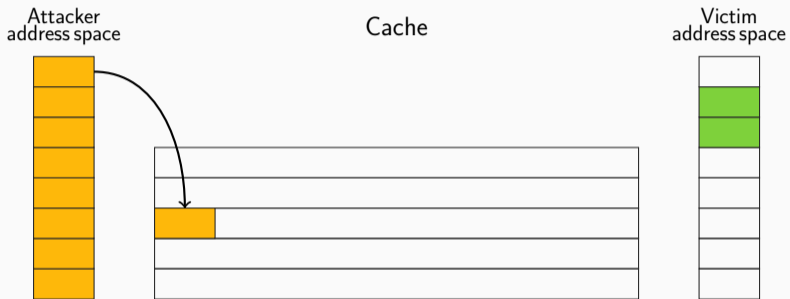 Attacker
address space
Cache
Victim
address space